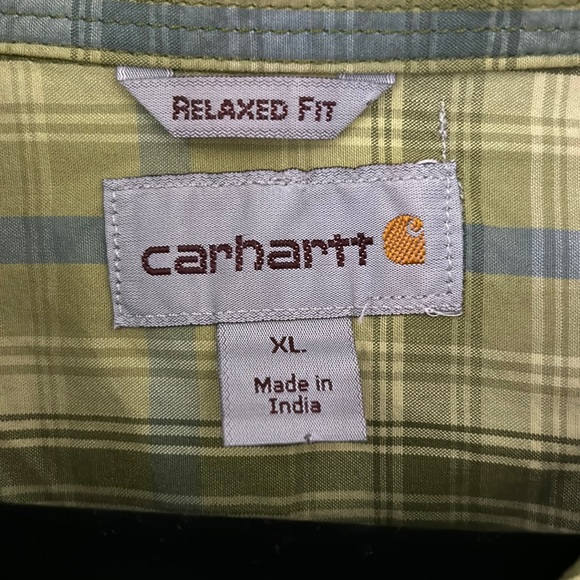 RELAXED FIT
carhartt
XL.
Made in
India